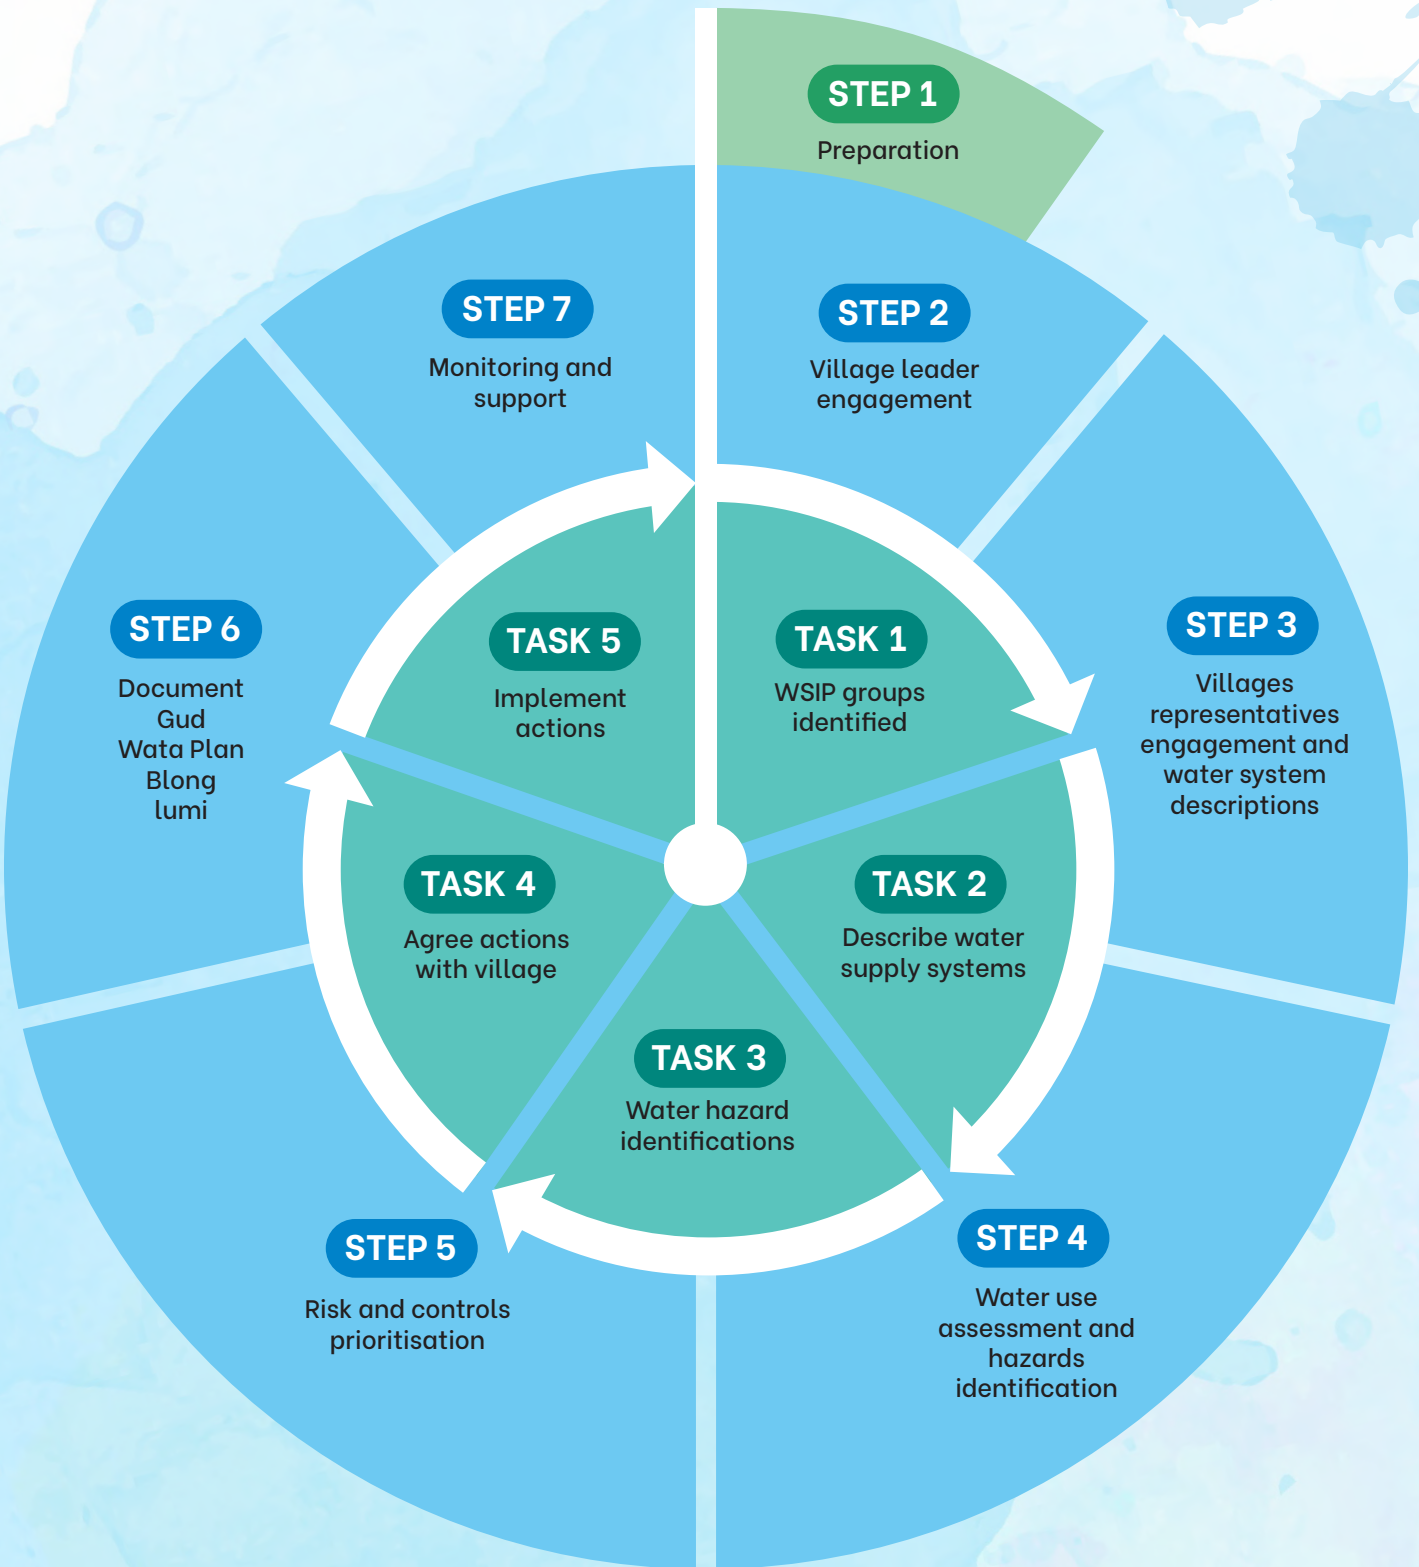 STEP 1
Preparation
STEP 2
Village leader
engagement
STEP 3
Villages
representatives
engagement and
water system
descriptions
STEP 4
Water use
assessment and
hazards
identification
STEP 5
Risk and controls
prioritisation
STEP 6
Document
Gud
Wata Plan
Blong
lumi
STEP 7
Monitoring and
support
TASK 1
WSIP groups
identified
TASK 2
Describe water
supply systems
TASK 3
Water hazard
identifications
TASK 4
Agree actions
with village
TASK 5
Implement
actions